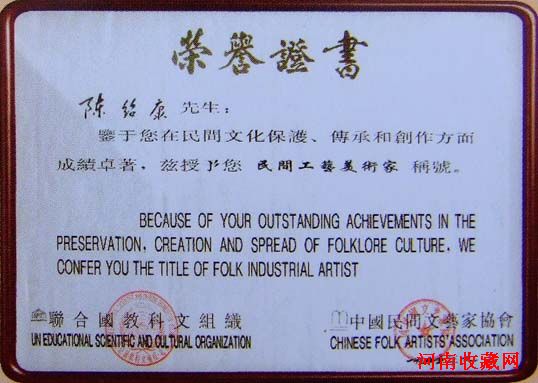 榮譽證書
陳紹康 先生：
鑒于您在民間文化保護、傳承和創作方面
成績卓著，兹授予您 民間工藝美術家 稱號。
BECAUSE OF YOUR OUTSTANDING ACHIEVEMENTS IN THE
PRESERVATION, CREATION AND SPREAD OF FOLKLORE CULTURE, WE
CONFER YOU THE TITLE OF FOLK INDUSTRIAL ARTIST
聯合國教科文組織
UN EDUCATIONAL SCIENTIFIC AND CULTURAL ORGANIZATION
中國民間文藝家協會
CHINESE FOLK ARTISTS'ASSOCIATION
河南收藏网